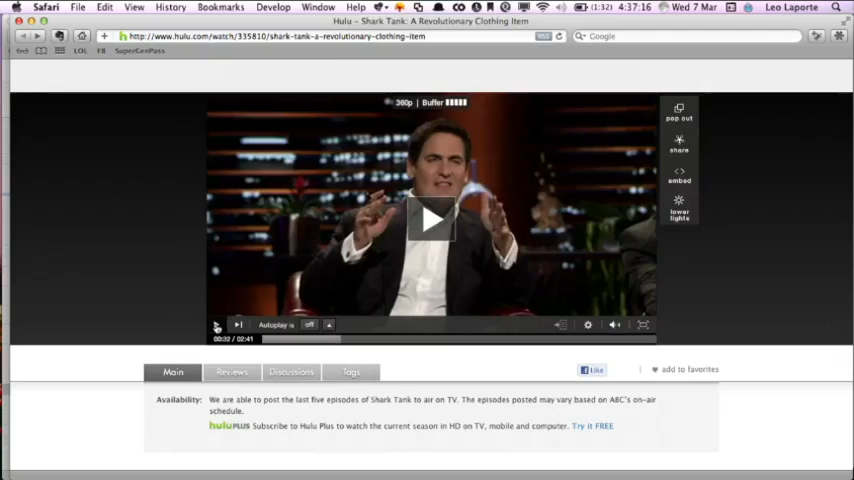 Safari File Edit View History Bookmarks Develop Window Help (1:32) 4:37:16 Wed 7 Mar Leo Laporte
Hulu - Shark Tank: A Revolutionary Clothing Item
http://www.hulu.com/watch/335810/shark-tank-a-revolutionary-clothing-item RSS Google
LOL FB SuperGenPass
360p | Buffer
pop out
share
embed
lower
lights
Autoplay is off
00:32 / 02:41
Main Reviews Discussions Tags Like add to favorites
Availability: We are able to post the last five episodes of Shark Tank to air on TV. The episodes posted may vary based on ABC's on-air
schedule.
hulu PLUS Subscribe to Hulu Plus to watch the current season in HD on TV, mobile and computer. Try it FREE